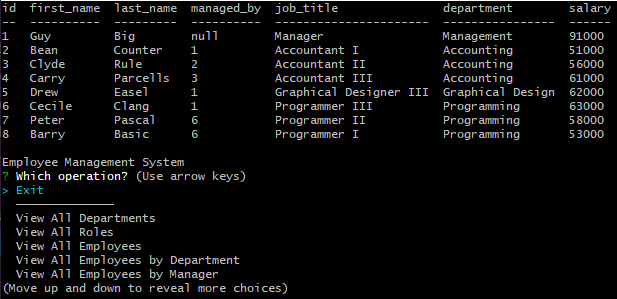 id first_name last_name managed_by job_title department salary
-- ---------- --------- ---------- ---------------------- ---------------- ------
1 Guy Big null Manager Management 91000
2 Bean Counter 1 Accountant I Accounting 51000
3 Clyde Rule 2 Accountant II Accounting 56000
4 Carry Parcells 3 Accountant III Accounting 61000
5 Drew Easel 1 Graphical Designer III Graphical Design 62000
6 Cecile Clang 1 Programmer III Programming 63000
7 Peter Pascal 6 Programmer II Programming 58000
8 Barry Basic 6 Programmer I Programming 53000
Employee Management System
? Which operation? (Use arrow keys)
> Exit
──────────────
View All Departments
View All Roles
View All Employees
View All Employees by Department
View All Employees by Manager
(Move up and down to reveal more choices)